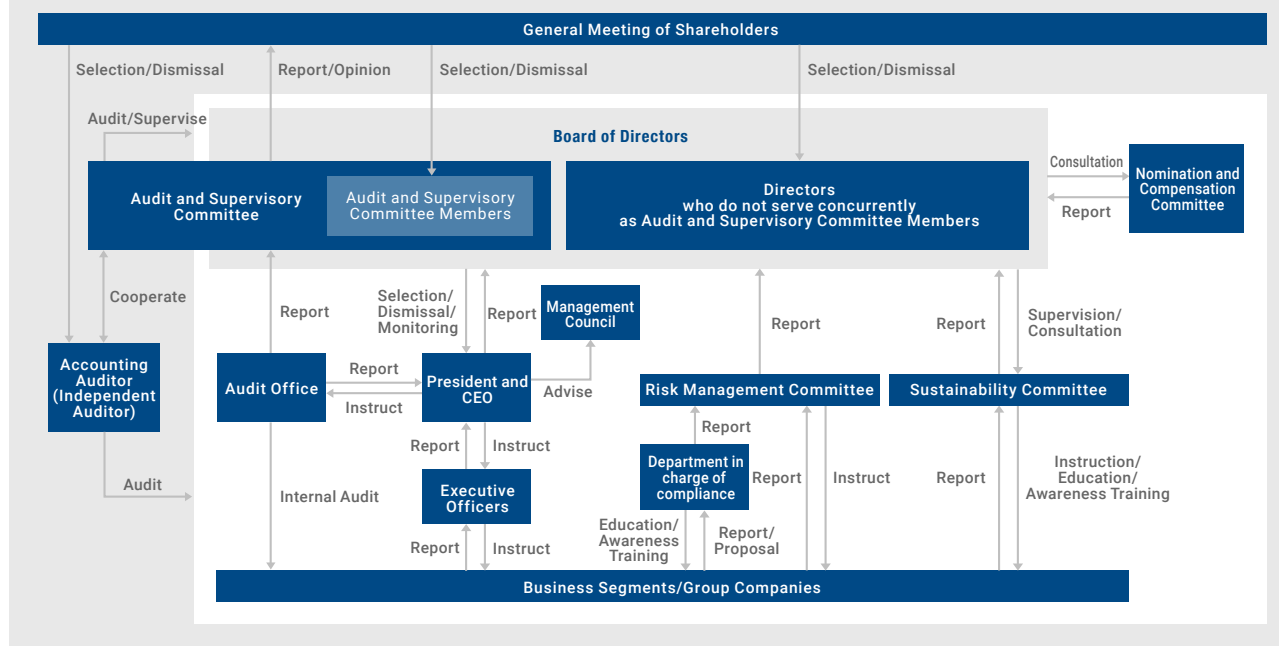 General Meeting of Shareholders
Selection/Dismissal
Report/Opinion
Selection/Dismissal
Selection/Dismissal
Audit/Supervise
Board of Directors
Audit and Supervisory
Committee
Audit and Supervisory
Committee Members
Directors
who do not serve concurrently
as Audit and Supervisory Committee Members
Consultation
Report
Nomination and
Compensation
Committee
Cooperate
Report
Selection/
Dismissal/
Monitoring
Report
Management
Council
Report
Report
Supervision/
Consultation
Accounting
Auditor
(Independent
Auditor)
Audit Office
Report
Instruct
President and
CEO
Advise
Risk Management Committee
Sustainability Committee
Report
Instruct
Report
Department in
charge of
compliance
Report
Instruct
Report
Instruction/
Education/
Awareness Training
Audit
Internal Audit
Executive
Officers
Report
Instruct
Education/
Awareness
Training
Report/
Proposal
Business Segments/Group Companies